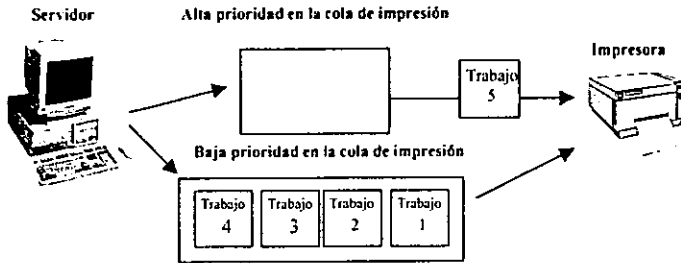 Servidor
Alta prioridad en la cola de impresión
Impresora
Trabajo
5
Baja prioridad en la cola de impresión
Trabajo
4
Trabajo
3
Trabajo
2
Trabajo
1